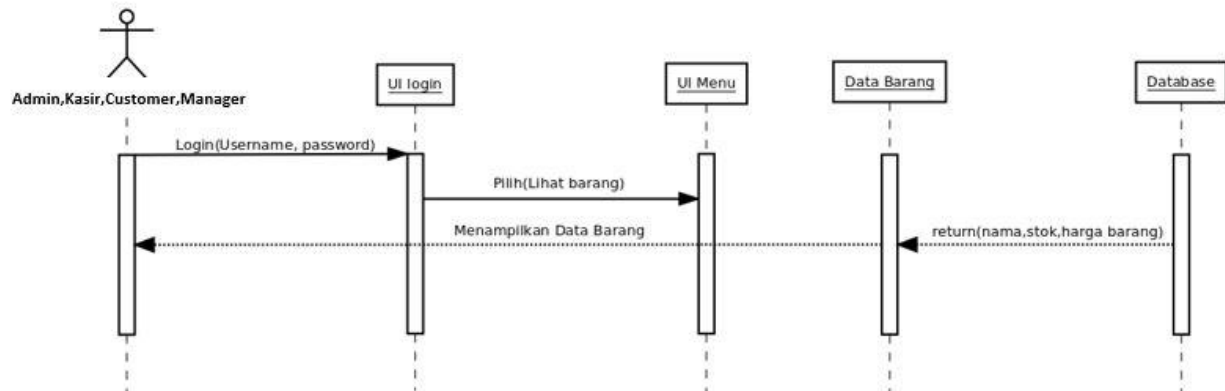 Admin,Kasir,Customer,Manager
UI login
UI Menu
Data Barang
Database
Login(Username, password)
Pilih(Lihat barang)
Menampilkan Data Barang
return(nama,stok,harga barang)